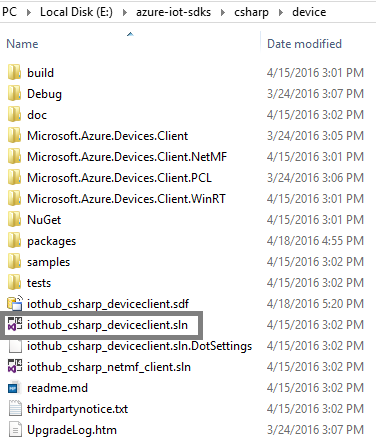 PC › Local Disk (E:) › azure-iot-sdks › csharp › device
Name Date modified
build 4/15/2016 3:01 PM
Debug 3/24/2016 3:07 PM
doc 4/15/2016 3:02 PM
Microsoft.Azure.Devices.Client 3/24/2016 3:05 PM
Microsoft.Azure.Devices.Client.NetMF 4/15/2016 3:01 PM
Microsoft.Azure.Devices.Client.PCL 3/24/2016 3:06 PM
Microsoft.Azure.Devices.Client.WinRT 4/15/2016 3:01 PM
NuGet 4/15/2016 3:01 PM
packages 4/18/2016 4:55 PM
samples 4/15/2016 3:02 PM
tests 4/15/2016 3:02 PM
iothub_csharp_deviceclient.sdf 4/18/2016 5:20 PM
iothub_csharp_deviceclient.sln 4/15/2016 3:02 PM
iothub_csharp_deviceclient.sln.DotSettings 4/15/2016 3:02 PM
iothub_csharp_netmf_client.sln 4/15/2016 3:02 PM
readme.md 4/15/2016 3:02 PM
thirdpartynotice.txt 4/15/2016 3:02 PM
UpgradeLog.htm 3/24/2016 3:07 PM